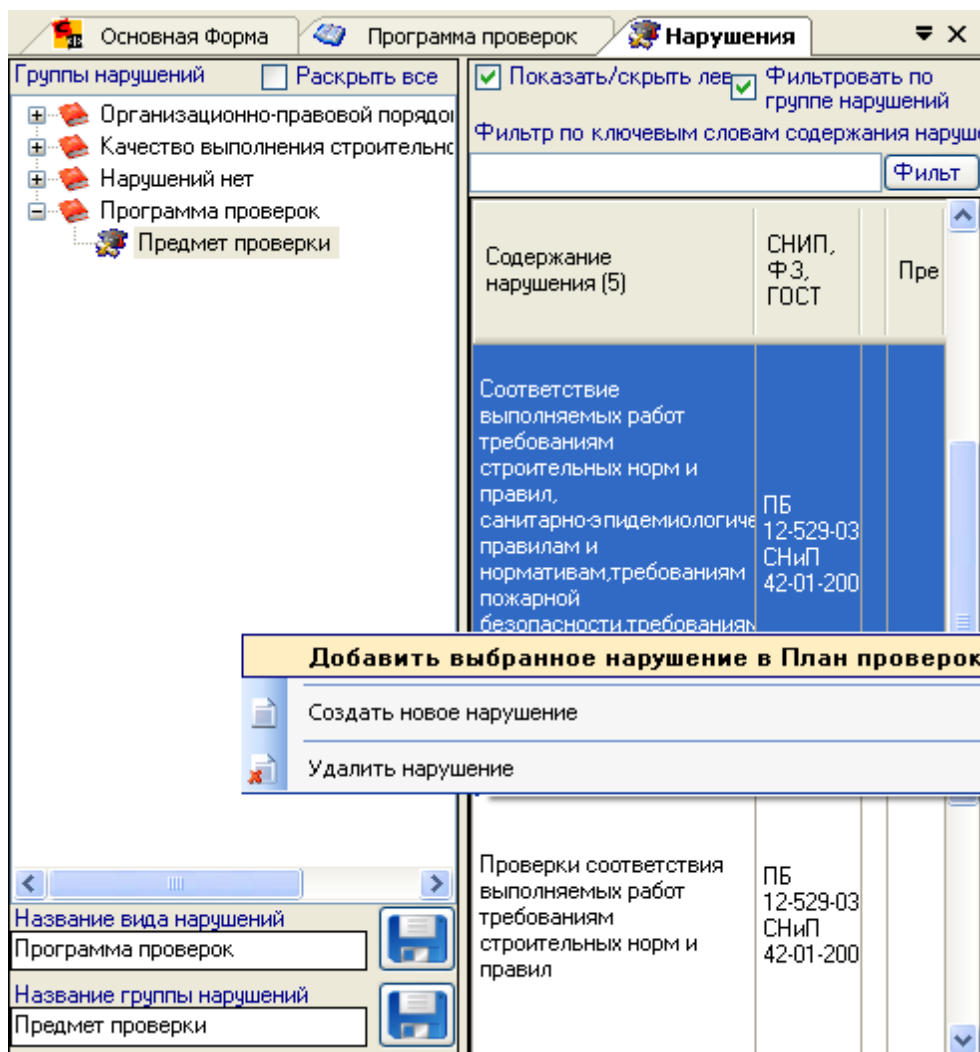 Основная Форма
Программа проверок
Нарушения
Группы нарушений
Раскрыть все
Организационно-правовой
Качество выполнения
Нарушений нет
Программа проверок
Предмет проверки
Показать/скрыть лев
Фильтровать по
группе нарушений
Фильтр по ключевым словам содержания наруш
Фильт
Содержание
нарушения (5)
СНИП,
ФЗ,
ГОСТ
Пре
Соответствие
выполняемых работ
требованиям
строительных норм и
правил,
санитарно-эпидемиологиче
правилам и
нормативам,требованиям
пожарной
безопасности,требованиям
ПБ
12-529-03
СНиП
42-01-200
Добавить выбранное нарушение в План проверок
Создать новое нарушение
Удалить нарушение
Проверки соответствия
выполняемых работ
требованиям
строительных норм и
правил
ПБ
12-529-03
СНиП
42-01-200
Название вида нарушений
Программа проверок
Название группы нарушений
Предмет проверки